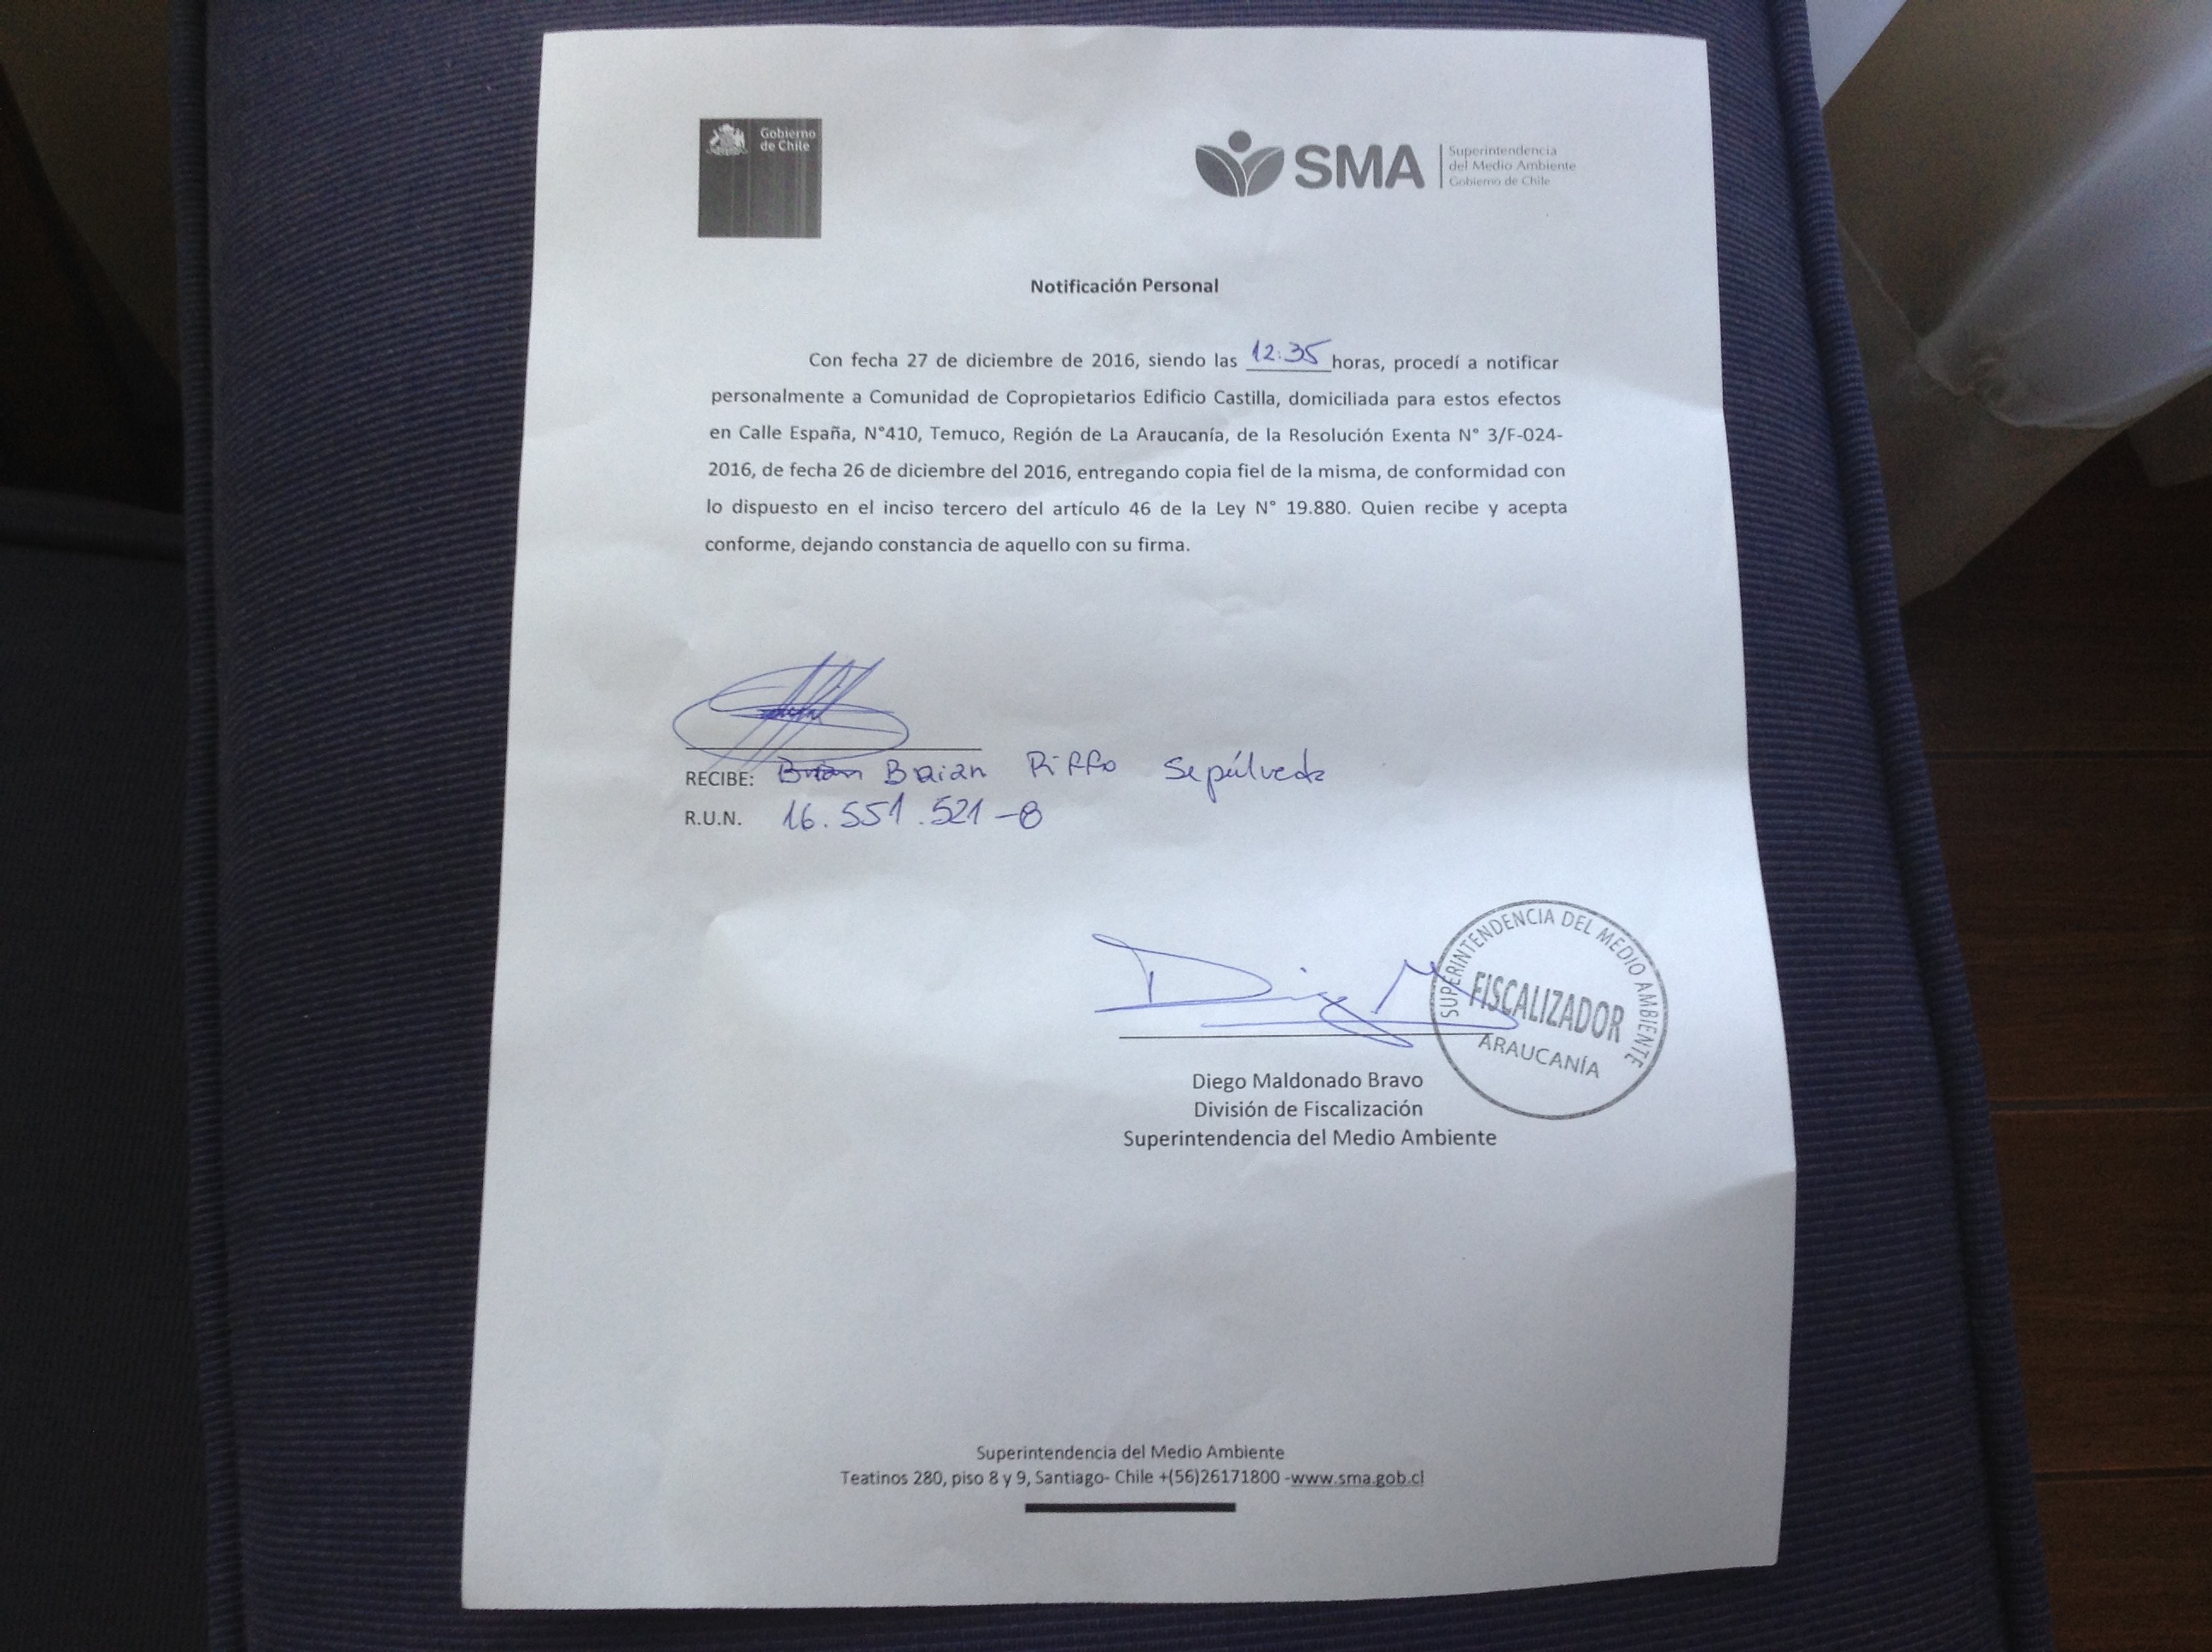 Gobierno
de Chile
SMA
Superintendencia
del Medio Ambiente
Gobierno de Chile
Notificación Personal
Con fecha 27 de diciembre de 2016, siendo las 12:35 horas, procedí a notificar
personalmente a Comunidad de Copropietarios Edificio Castilla, domiciliada para estos efectos
en Calle España, N°410, Temuco, Región de La Araucanía, de la Resolución Exenta N° 3/F-024-
2016, de fecha 26 de diciembre del 2016, entregando copia fiel de la misma, de conformidad con
lo dispuesto en el inciso tercero del artículo 46 de la Ley N° 19.880. Quien recibe y acepta
conforme, dejando constancia de aquello con su firma.
RECIBE: Brian Brian Riffo Sepúlveda
R.U.N. 16.551.521-8
SUPERINTENDENCIA DEL MEDIO AMBIENTE
FISCALIZADOR
ARAUCANÍA
Diego Maldonado Bravo
División de Fiscalización
Superintendencia del Medio Ambiente
Superintendencia del Medio Ambiente
Teatinos 280, piso 8 y 9, Santiago- Chile +(56)26171800 -www.sma.gob.cl